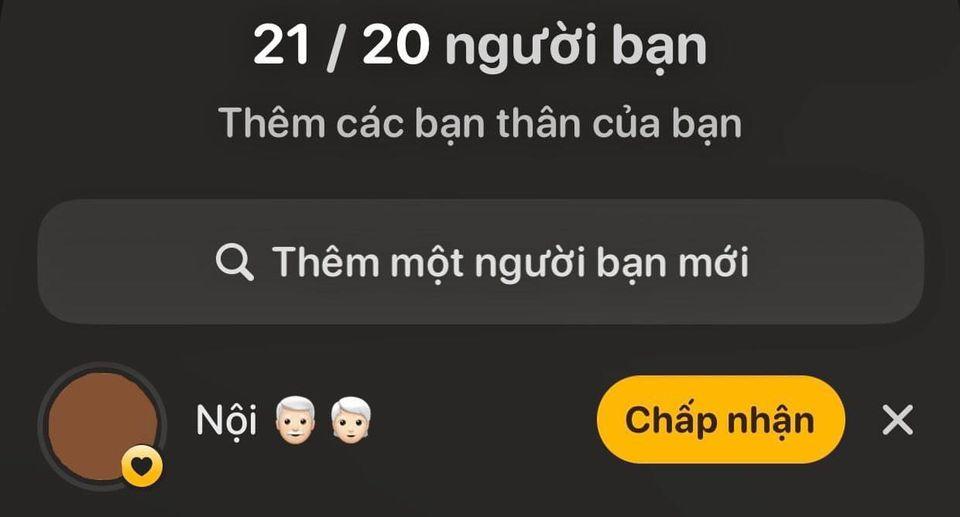 21 / 20 người bạn
Thêm các bạn thân của bạn
Thêm một người bạn mới
Nội 👴🏻 👵🏻 Chấp nhận